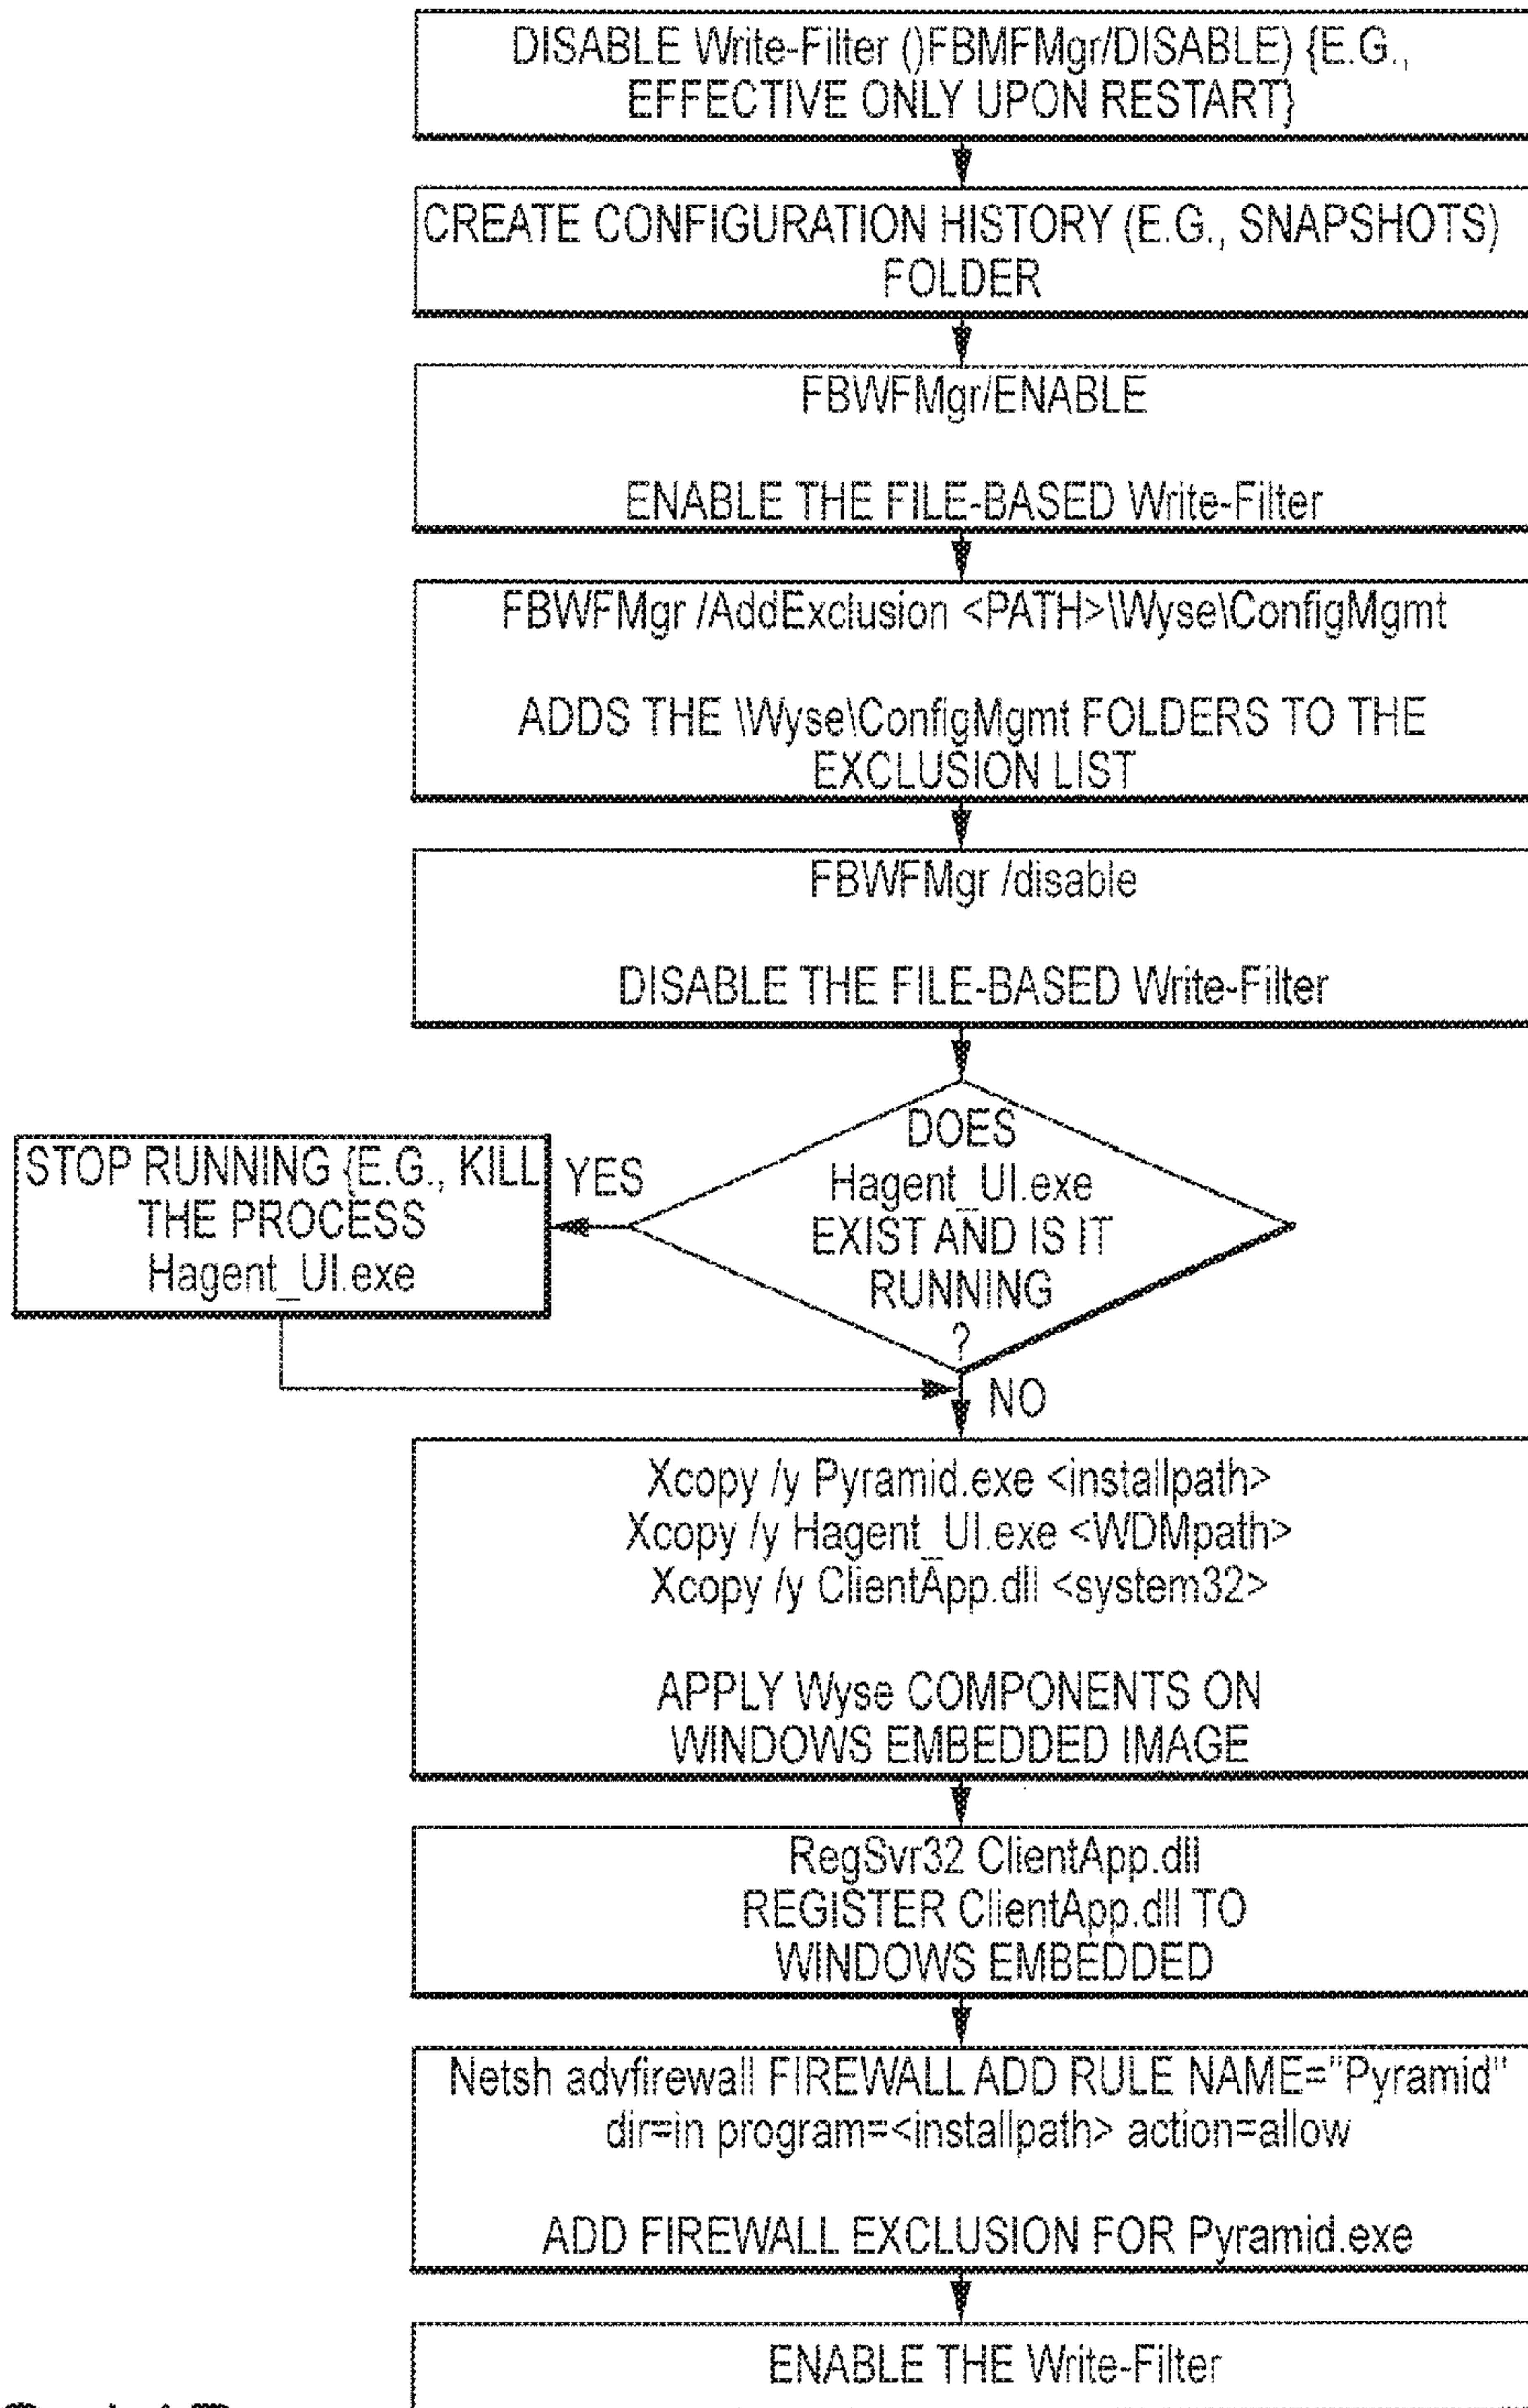 DISABLE Write-Filter ()FBMFMgr/DISABLE) {E.G.,
EFFECTIVE ONLY UPON RESTART}
CREATE CONFIGURATION HISTORY (E.G., SNAPSHOTS)
FOLDER
FBWFMgr/ENABLE
ENABLE THE FILE-BASED Write-Filter
FBWFMgr /AddExclusion <PATH>\Wyse\ConfigMgmt
ADDS THE \Wyse\ConfigMgmt FOLDERS TO THE
EXCLUSION LIST
FBWFMgr /disable
DISABLE THE FILE-BASED Write-Filter
DOES
Hagent_UI.exe
EXIST AND IS IT
RUNNING
?
YES
STOP RUNNING {E.G., KILL
THE PROCESS
Hagent_UI.exe
NO
Xcopy /y Pyramid.exe <installpath>
Xcopy /y Hagent_UI.exe <WDMpath>
Xcopy /y ClientApp.dll <system32>
APPLY Wyse COMPONENTS ON
WINDOWS EMBEDDED IMAGE
RegSvr32 ClientApp.dll
REGISTER ClientApp.dll TO
WINDOWS EMBEDDED
Netsh advfirewall FIREWALL ADD RULE NAME="Pyramid"
dir=in program=<installpath> action=allow
ADD FIREWALL EXCLUSION FOR Pyramid.exe
ENABLE THE Write-Filter